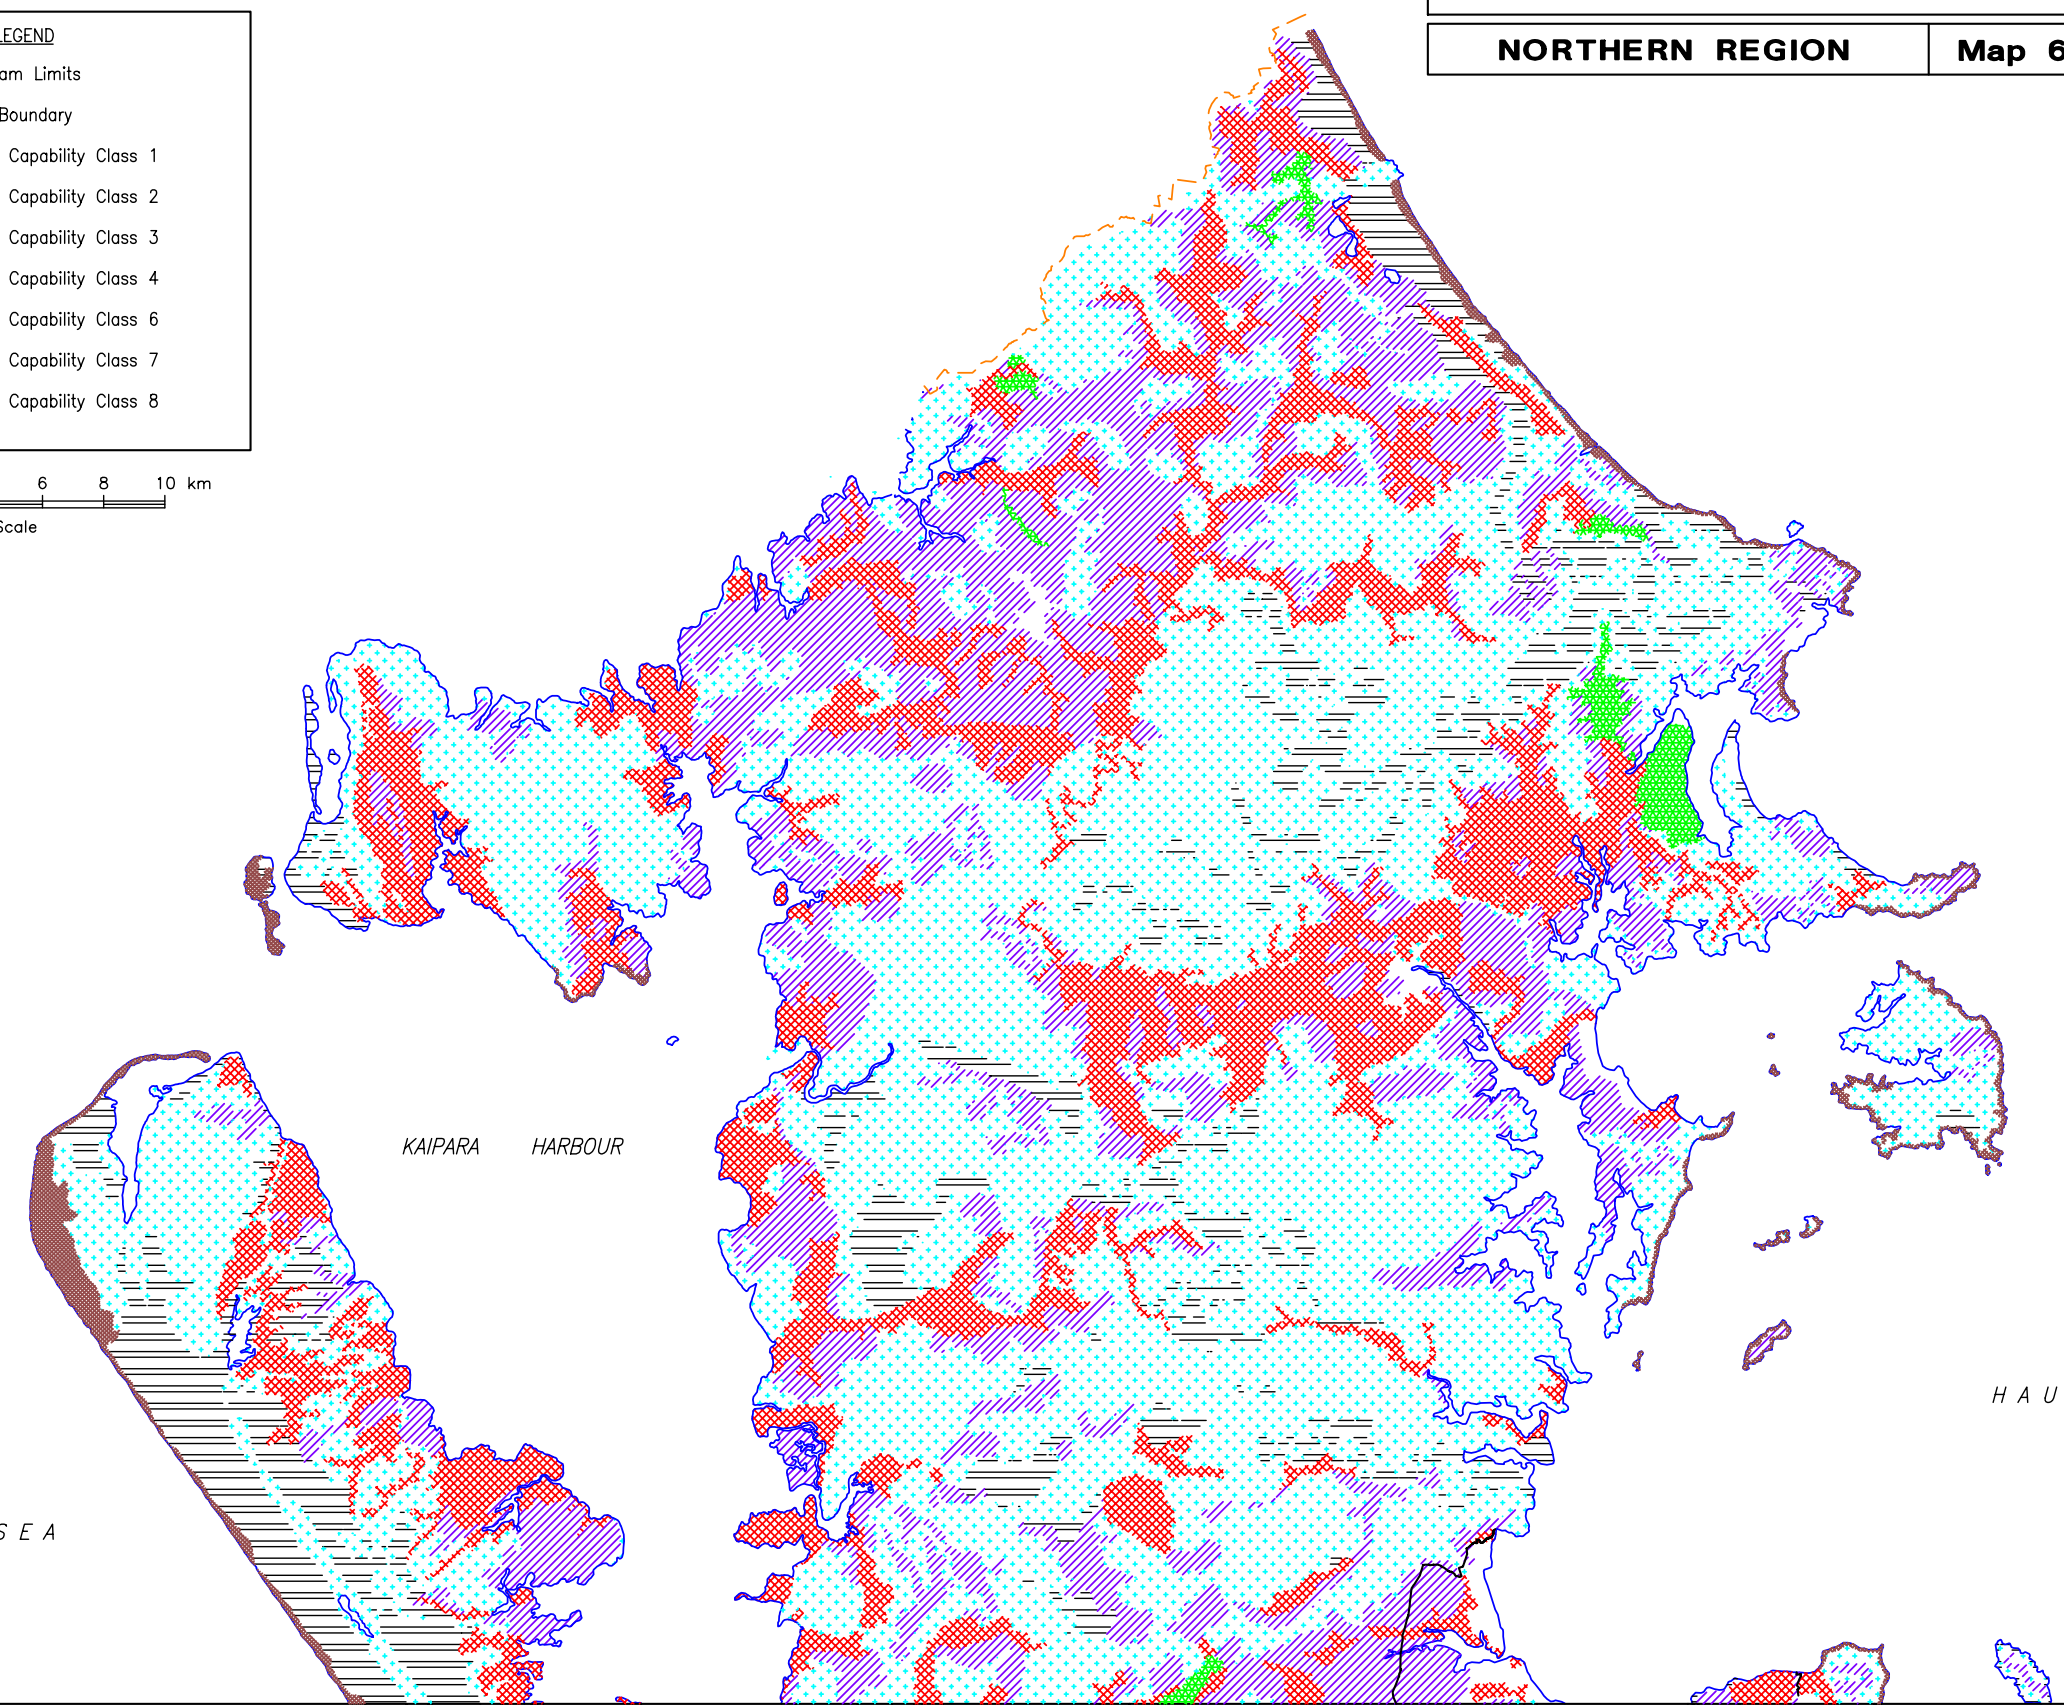 LEGEND
am Limits
Boundary
Capability Class 1
Capability Class 2
Capability Class 3
Capability Class 4
Capability Class 6
Capability Class 7
Capability Class 8
6 8 10 km
Scale
NORTHERN REGION Map 6
KAIPARA HARBOUR
H A U
S E A